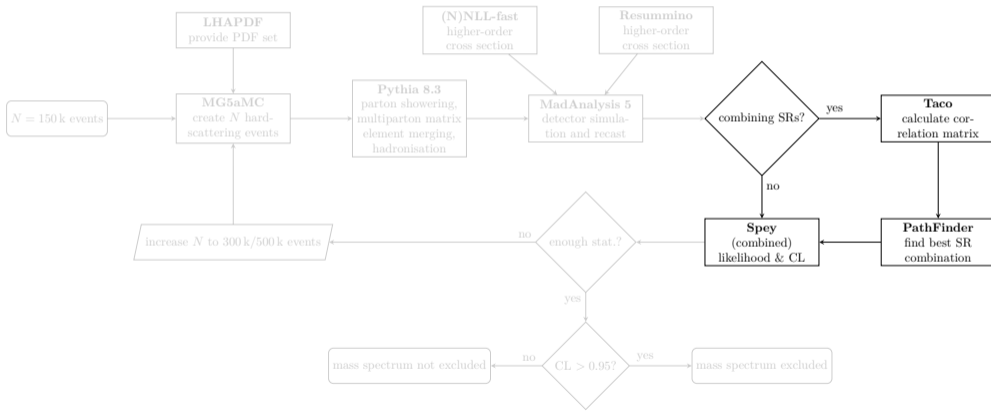 LHAPDF
provide PDF set
(N)NLL-fast
higher-order
cross section
Resummino
higher-order
cross section
N = 150 k events
MG5aMC
create N hard-
scattering events
Pythia 8.3
parton showering,
multiparton matrix
element merging,
hadronisation
MadAnalysis 5
detector simula-
tion and recast
combining SRs?
yes
Taco
calculate cor-
relation matrix
no
increase N to 300 k/500 k events
no
enough stat.?
Spey
(combined)
likelihood & CL
PathFinder
find best SR
combination
yes
mass spectrum not excluded
no
CL > 0.95?
yes
mass spectrum excluded